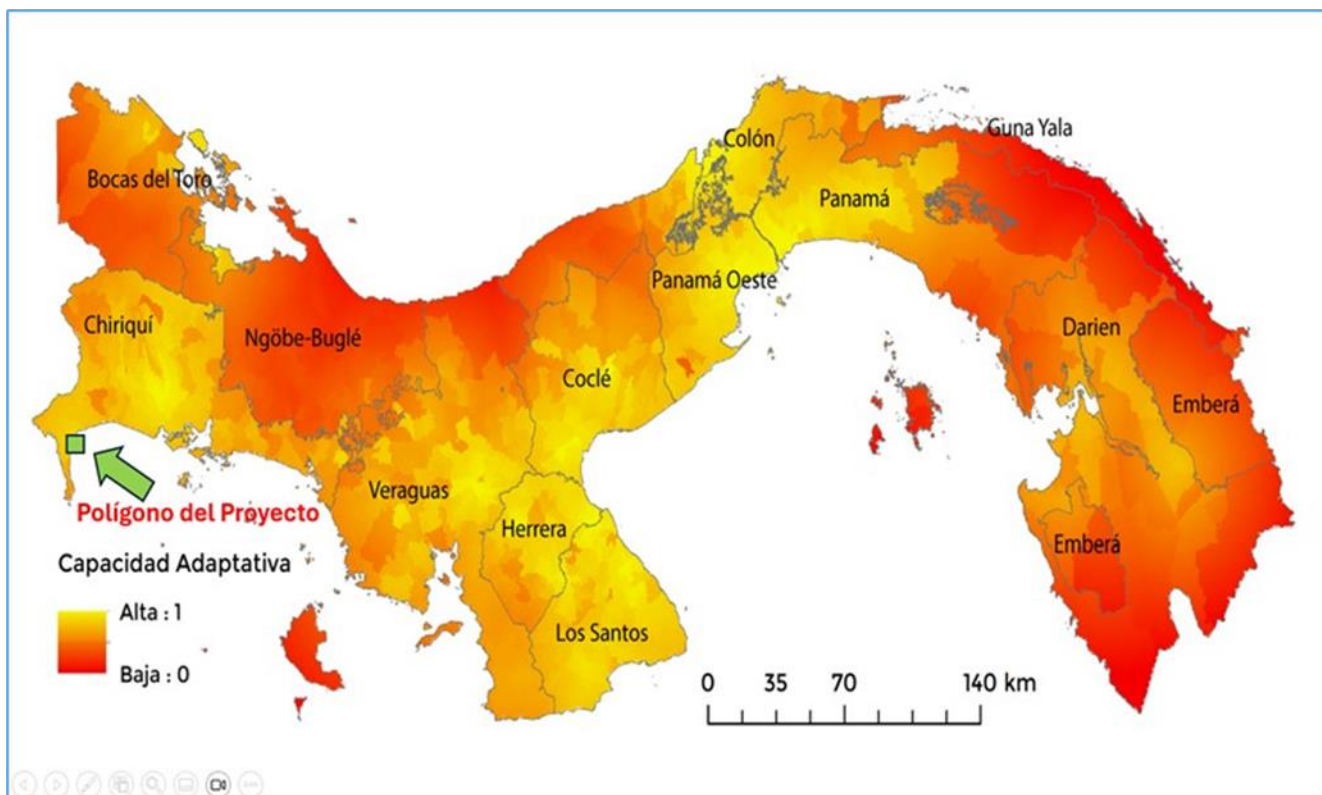 Colón
Guna Yala
Bocas del Toro
Panamá
Panamá Oeste
Chiriquí
Ngöbe-Buglé
Darien
Coclé
Emberá
Veraguas
Polígono del Proyecto
Herrera
Emberá
Capacidad Adaptativa
Alta : 1
Los Santos
Baja : 0
0 35 70 140 km